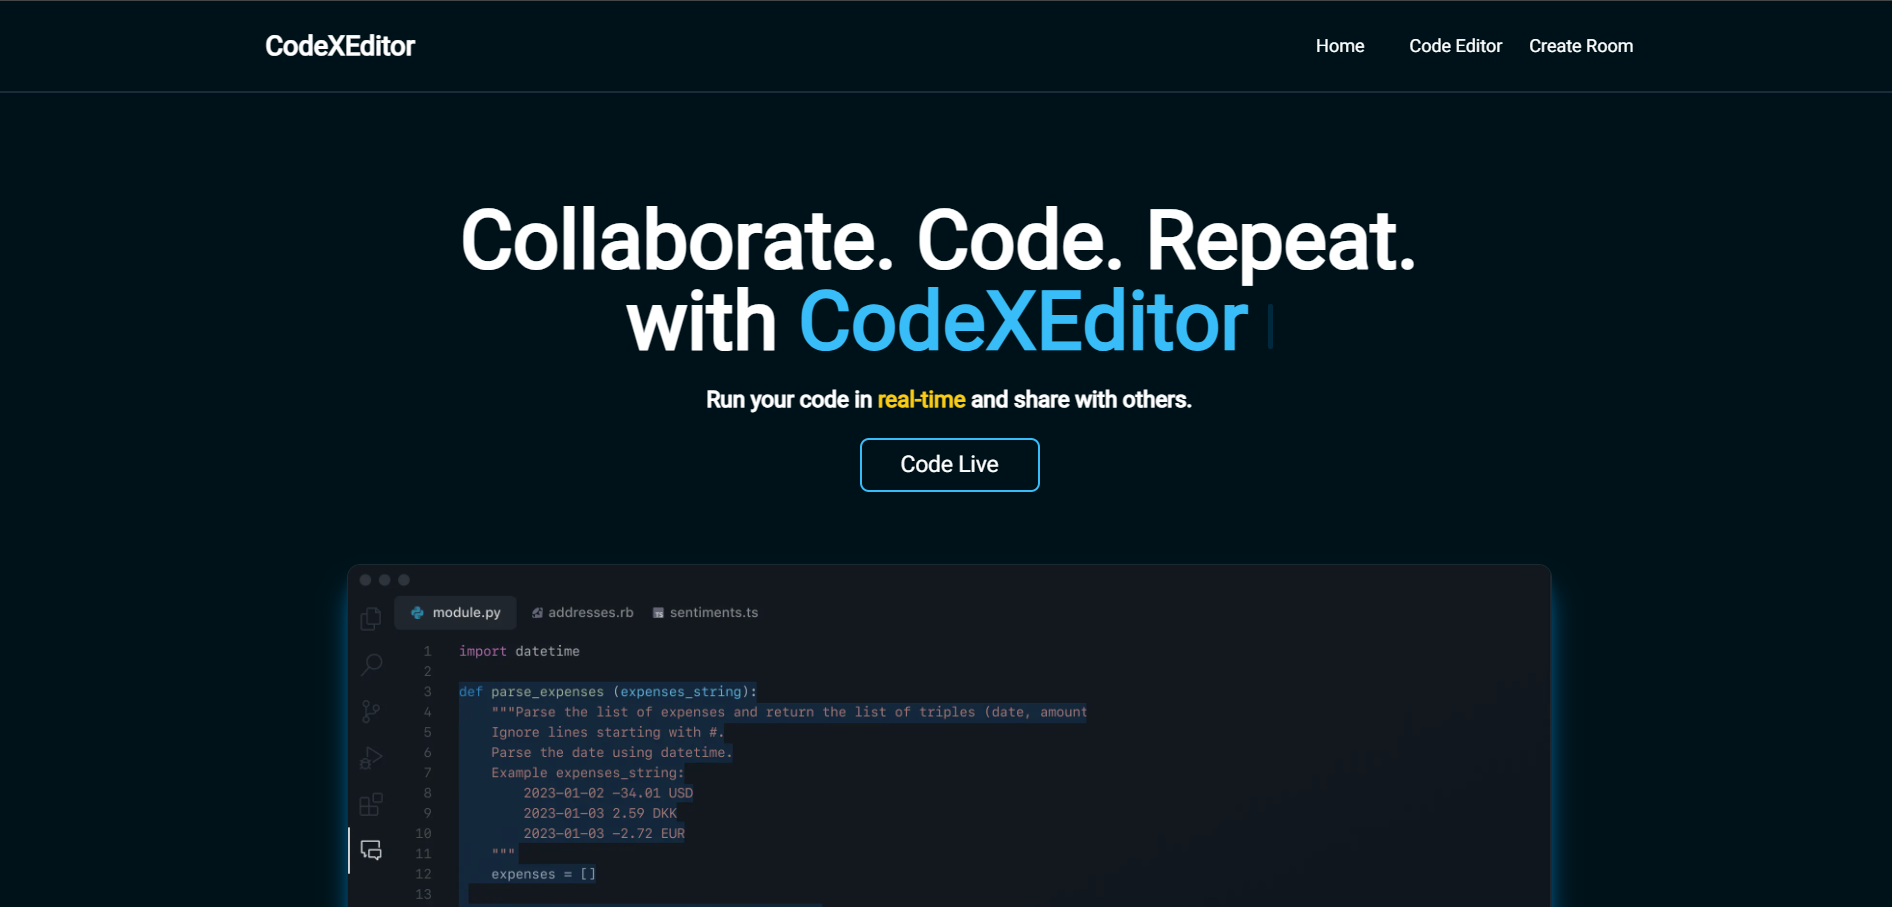 CodeXEditor
Home Code Editor Create Room
Collaborate. Code. Repeat.
with CodeXEditor
Run your code in real-time and share with others.
Code Live
module.py addresses.rb sentiments.ts
1 import datetime
2
3 def parse_expenses (expenses_string):
4 """Parse the list of expenses and return the list of triples (date, amount
5 Ignore lines starting with #.
6 Parse the date using datetime.
7 Example expenses_string:
8 2023-01-02 -34.01 USD
9 2023-01-03 2.59 DKK
10 2023-01-03 -2.72 EUR
11 """
12 expenses = []
13